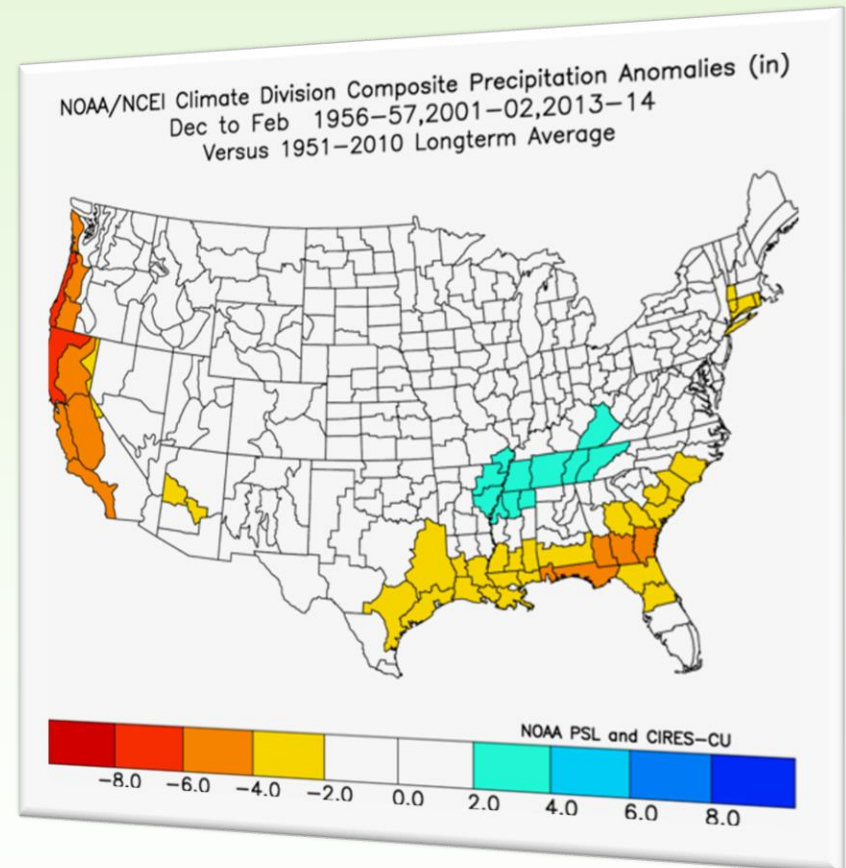 NOAA/NCEI Climate Division Composite Precipitation Anomalies (in)
Dec to Feb 1956-57,2001-02,2013-14
Versus 1951-2010 Longterm Average
NOAA PSL and CIRES-CU
-8.0 -6.0 -4.0 -2.0 0.0 2.0 4.0 6.0 8.0